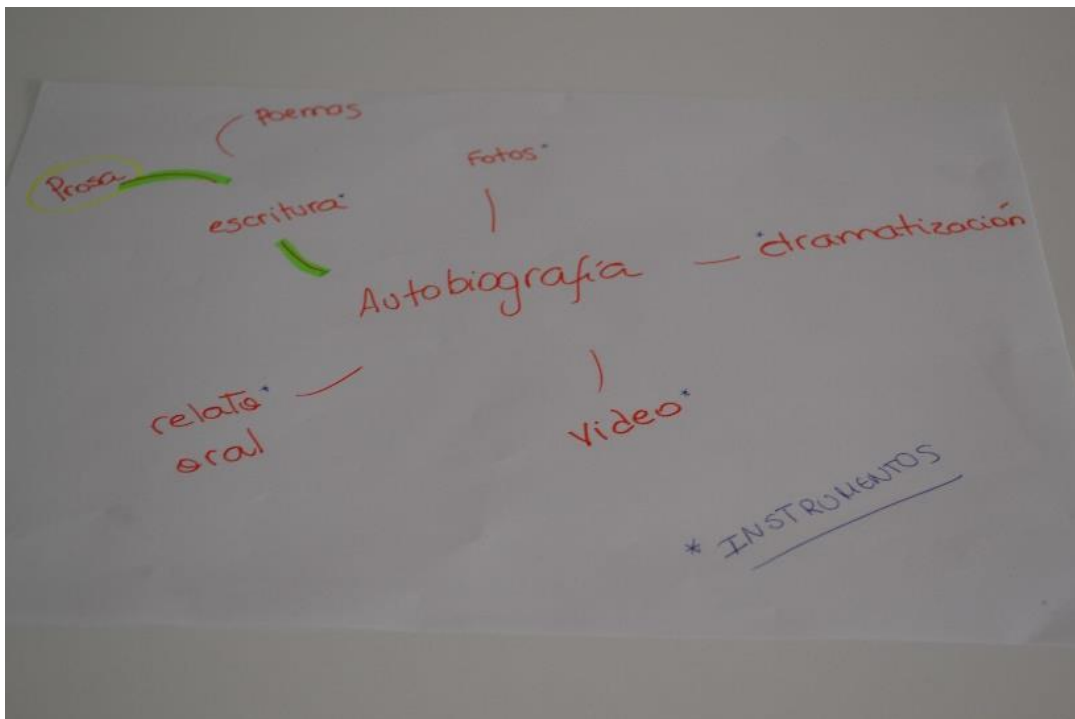 Poemas
Prosa
Fotos*
escritura*
*dramatización
Autobiografía
relato*
oral
Video*
* INSTRUMENTOS